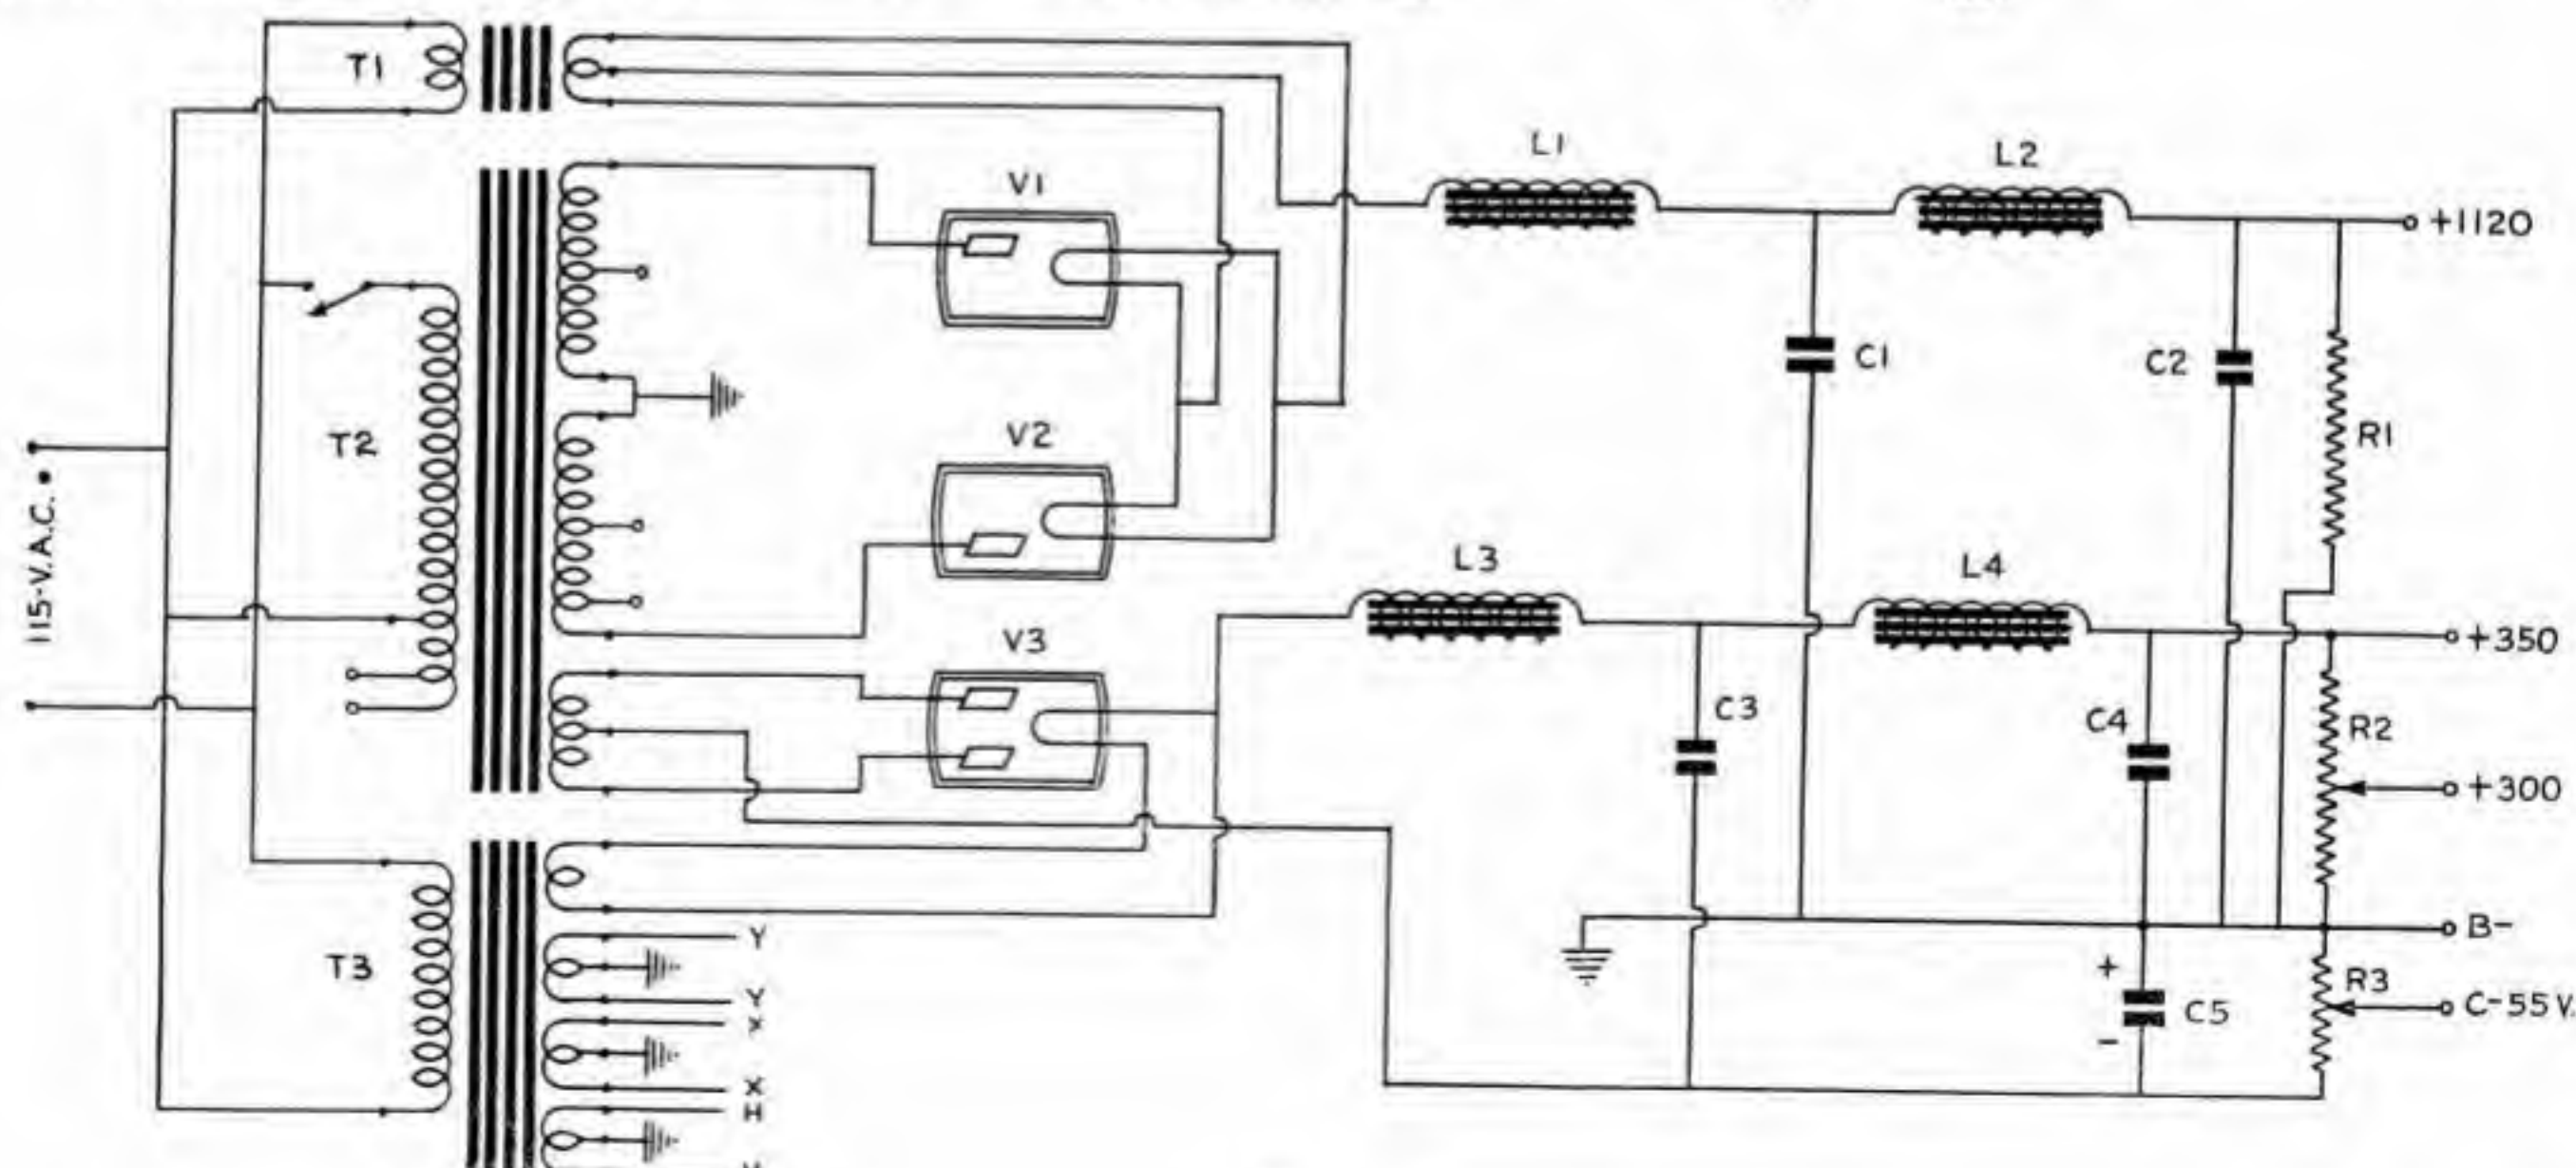 T1
L1
L2
V1
+1120
C1
C2
R1
T2
V2
115-V.A.C.
L3
L4
+350
V3
C3
C4
R2
+300
B-
Y
T3
+
R3
C-55V.
Y
C5
-
X
X
H